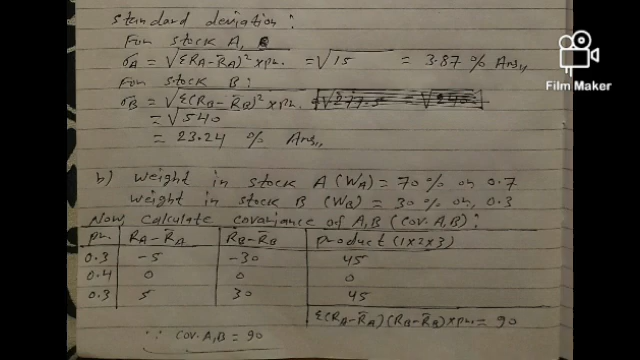 standard deviation:
For stock A,
σA = √Σ(RA-R̄A)²×pr. = √15 = 3.87 % Ans,,
For stock B:
σB = √Σ(RB-R̄B)²×pr.
= √540
= 23.24 % Ans,,
b) weight in stock A (WA) = 70% or 0.7
weight in stock B (WB) = 30% or, 0.3
Now, calculate covariance of A,B (cov. A,B):
pr. RA-R̄A RB-R̄B product (1x2x3)
0.3 -5 -30 45
0.4 0 0 0
0.3 5 30 45
Σ(RA-R̄A)(RB-R̄B)×pr. = 90
∵ cov. A,B = 90
Film Maker